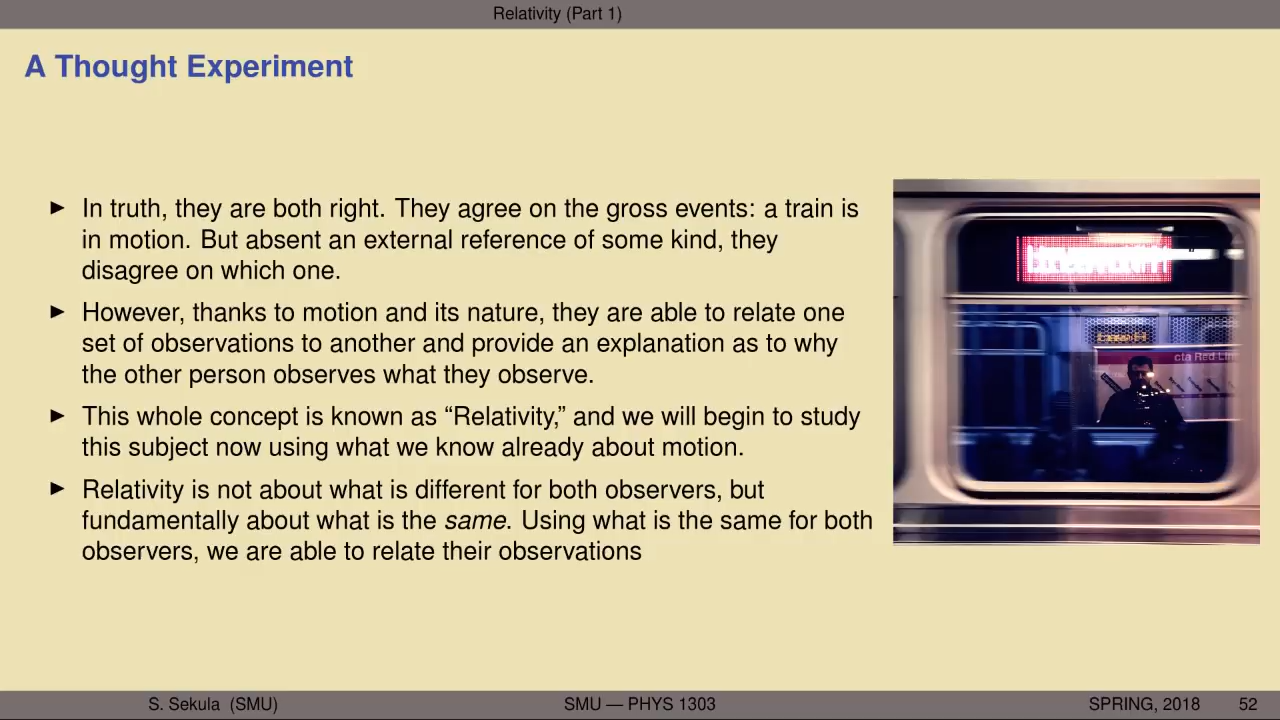 Relativity (Part 1)
A Thought Experiment
▶ In truth, they are both right. They agree on the gross events: a train is
in motion. But absent an external reference of some kind, they
disagree on which one.
▶ However, thanks to motion and its nature, they are able to relate one
set of observations to another and provide an explanation as to why
the other person observes what they observe.
▶ This whole concept is known as “Relativity,” and we will begin to study
this subject now using what we know already about motion.
▶ Relativity is not about what is different for both observers, but
fundamentally about what is the same. Using what is the same for both
observers, we are able to relate their observations
cta Red Lin
S. Sekula (SMU)
SMU — PHYS 1303
SPRING, 2018
52